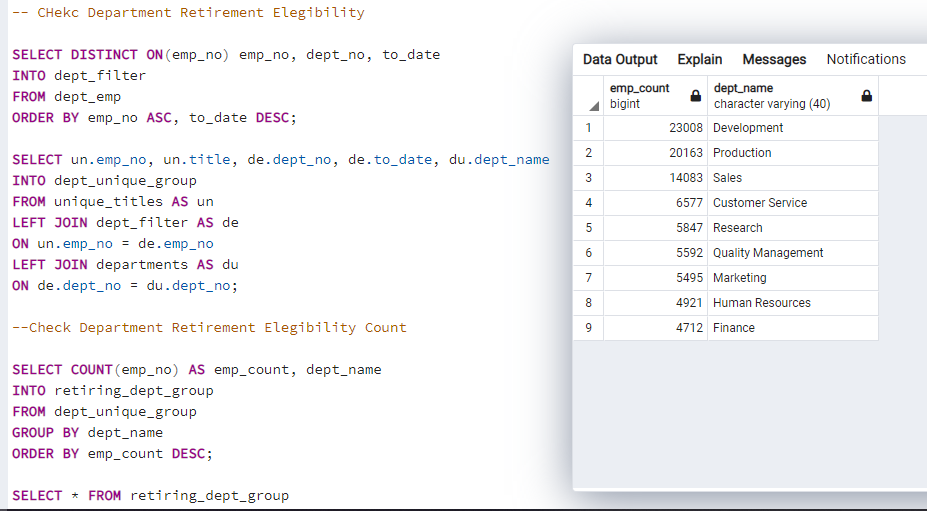 -- CHekc Department Retirement Elegibility
SELECT DISTINCT ON(emp_no) emp_no, dept_no, to_date
INTO dept_filter
FROM dept_emp
ORDER BY emp_no ASC, to_date DESC;
SELECT un.emp_no, un.title, de.dept_no, de.to_date, du.dept_name
INTO dept_unique_group
FROM unique_titles AS un
LEFT JOIN dept_filter AS de
ON un.emp_no = de.emp_no
LEFT JOIN departments AS du
ON de.dept_no = du.dept_no;
--Check Department Retirement Elegibility Count
SELECT COUNT(emp_no) AS emp_count, dept_name
INTO retiring_dept_group
FROM dept_unique_group
GROUP BY dept_name
ORDER BY emp_count DESC;
SELECT * FROM retiring_dept_group
Data Output Explain Messages Notifications
emp_count dept_name
bigint character varying (40)
1 23008 Development
2 20163 Production
3 14083 Sales
4 6577 Customer Service
5 5847 Research
6 5592 Quality Management
7 5495 Marketing
8 4921 Human Resources
9 4712 Finance